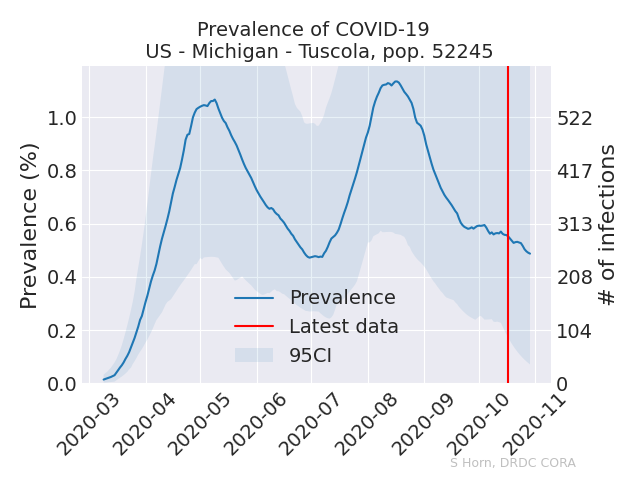 Prevalence of COVID-19
US - Michigan - Tuscola, pop. 52245
Prevalence (%)
1.0
0.8
0.6
0.4
0.2
0.0
522
417
313
208
104
0
# of infections
Prevalence
Latest data
95CI
2020-03
2020-04
2020-05
2020-06
2020-07
2020-08
2020-09
2020-10
2020-11
S Horn, DRDC CORA